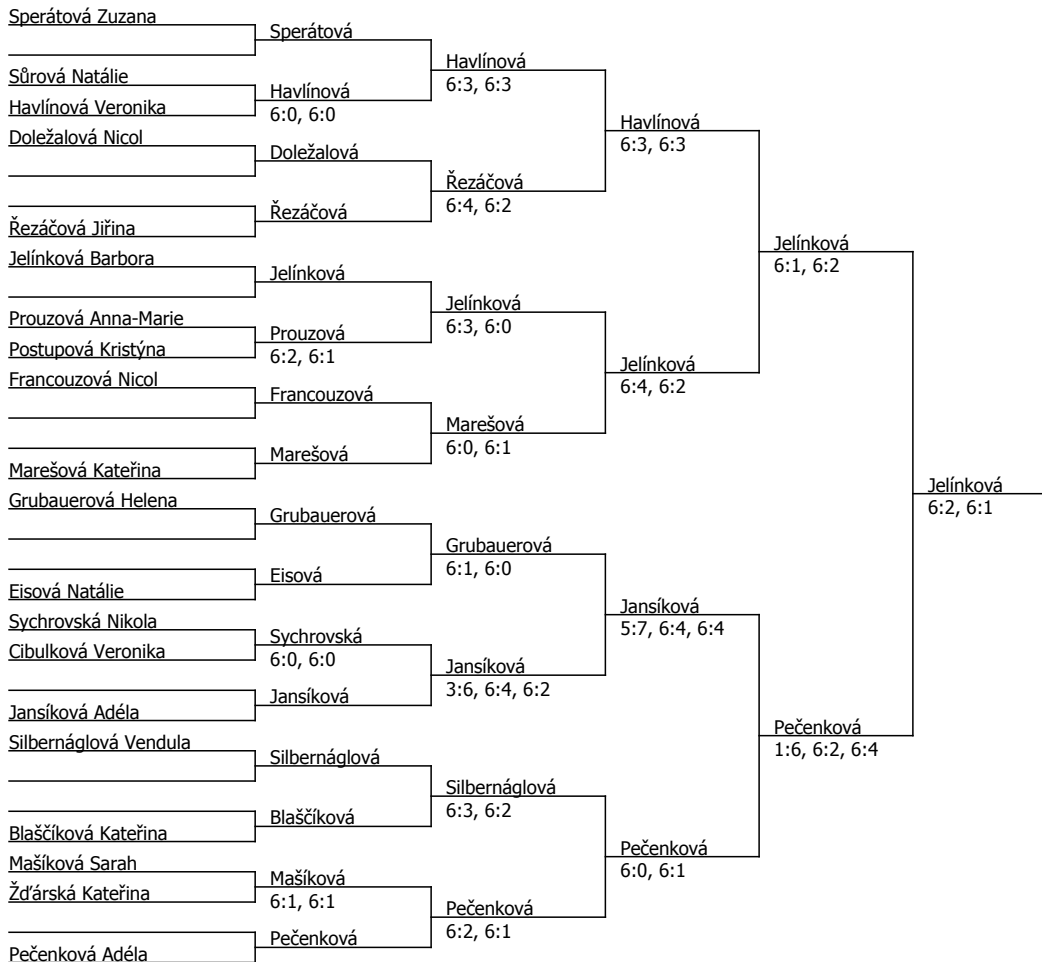 Sperátová Zuzana
Sůrová Natálie
Havlínová Veronika
Doležalová Nicol
Řezáčová Jiřina
Jelínková Barbora
Prouzová Anna-Marie
Postupová Kristýna
Francouzová Nicol
Marešová Kateřina
Grubauerová Helena
Eisová Natálie
Sychrovská Nikola
Cibulková Veronika
Jansíková Adéla
Silbernáglová Vendula
Blaščíková Kateřina
Mašíková Sarah
Žďárská Kateřina
Pečenková Adéla
Sperátová
Havlínová
6:0, 6:0
Doležalová
Řezáčová
Jelínková
Prouzová
6:2, 6:1
Francouzová
Marešová
Grubauerová
Eisová
Sychrovská
6:0, 6:0
Jansíková
Silbernáglová
Blaščíková
Mašíková
6:1, 6:1
Pečenková
Havlínová
6:3, 6:3
Řezáčová
6:4, 6:2
Jelínková
6:3, 6:0
Marešová
6:0, 6:1
Grubauerová
6:1, 6:0
Jansíková
3:6, 6:4, 6:2
Silbernáglová
6:3, 6:2
Pečenková
6:2, 6:1
Havlínová
6:3, 6:3
Jelínková
6:4, 6:2
Jansíková
5:7, 6:4, 6:4
Pečenková
6:0, 6:1
Jelínková
6:1, 6:2
Pečenková
1:6, 6:2, 6:4
Jelínková
6:2, 6:1